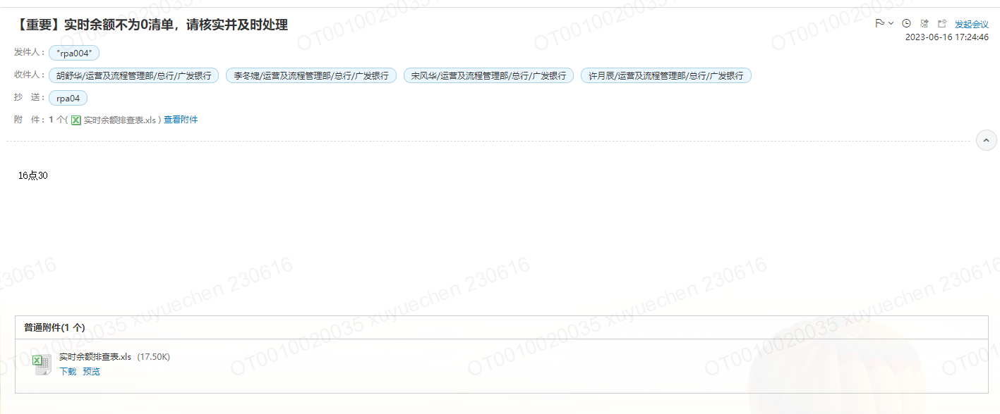 【重要】实时余额不为0清单，请核实并及时处理
发起会议
2023-06-16 17:24:46
发件人： "rpa004"
收件人： 胡舒华/运营及流程管理部/总行/广发银行 李冬婕/运营及流程管理部/总行/广发银行 宋风华/运营及流程管理部/总行/广发银行 许月辰/运营及流程管理部/总行/广发银行
抄 送： rpa04
附 件： 1 个( 实时余额排查表.xls ) 查看附件
16点30
普通附件(1 个)
实时余额排查表.xls (17.50K)
下载 预览
OT0010020035 xuyuechen 230616